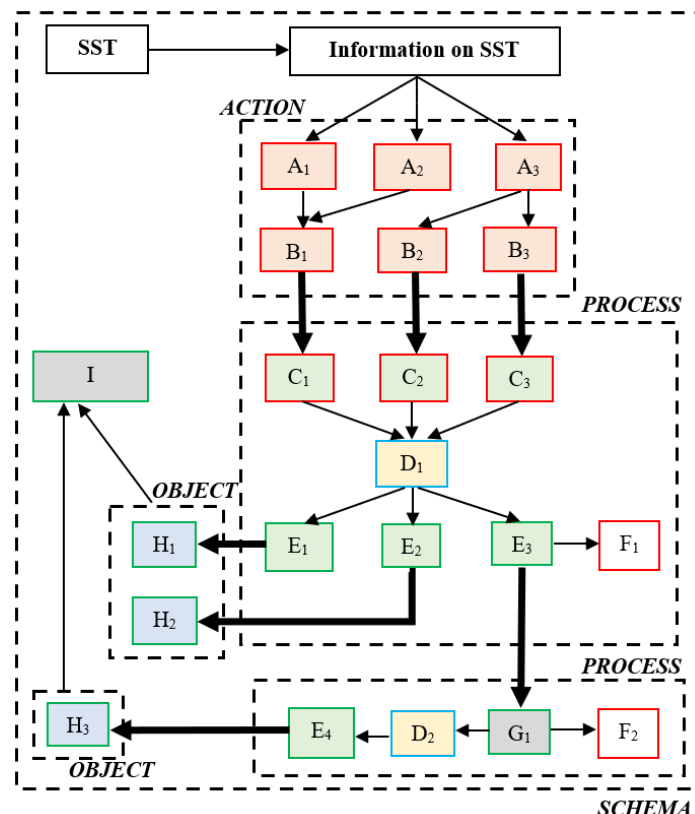 SST
Information on SST
ACTION
A₁
A₂
A₃
B₁
B₂
B₃
PROCESS
C₁
C₂
C₃
I
D₁
OBJECT
H₁
E₁
E₂
E₃
F₁
H₂
PROCESS
H₃
E₄
D₂
G₁
F₂
OBJECT
SCHEMA